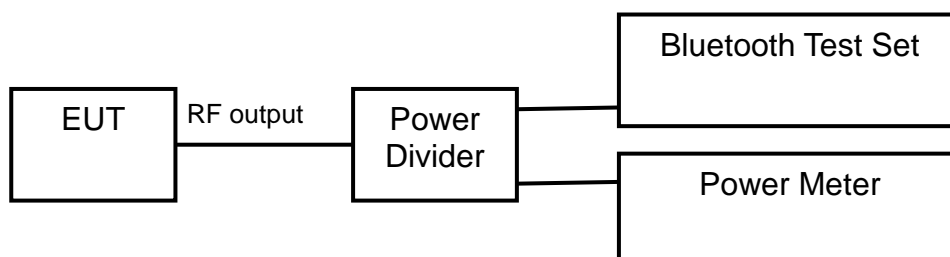 EUT
RF output
Power
Divider
Bluetooth Test Set
Power Meter